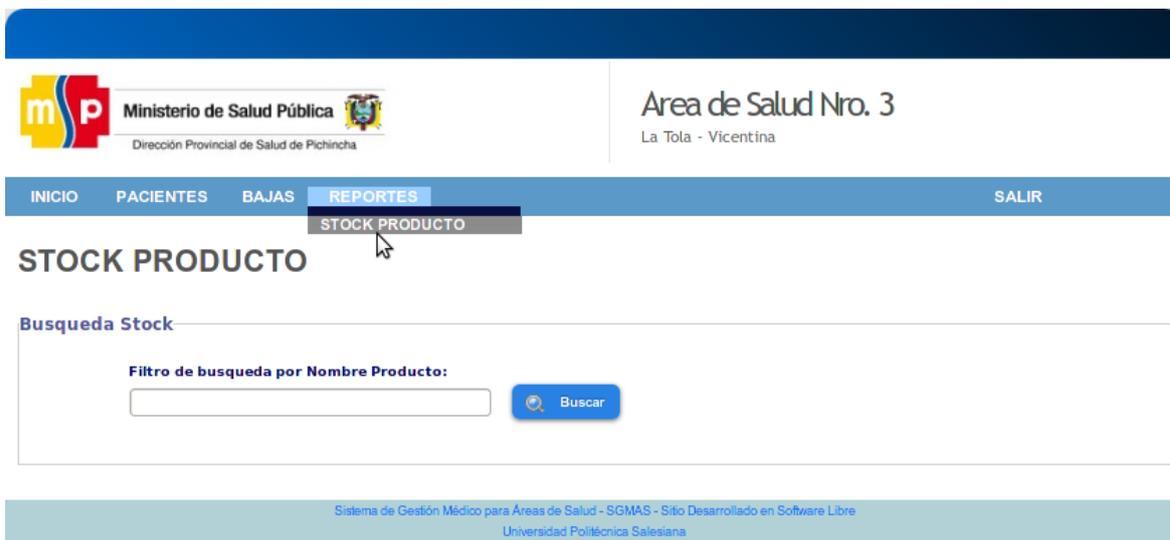 msp
Ministerio de Salud Pública
Dirección Provincial de Salud de Pichincha
Area de Salud Nro. 3
La Tola - Vicentina
INICIO PACIENTES BAJAS REPORTES SALIR
STOCK PRODUCTO
STOCK PRODUCTO
Busqueda Stock
Filtro de busqueda por Nombre Producto:
Buscar
Sistema de Gestión Médico para Áreas de Salud - SGMAS - Sitio Desarrollado en Software Libre
Universidad Politécnica Salesiana